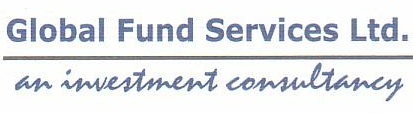 Global Fund Services Ltd.
an investment consultancy